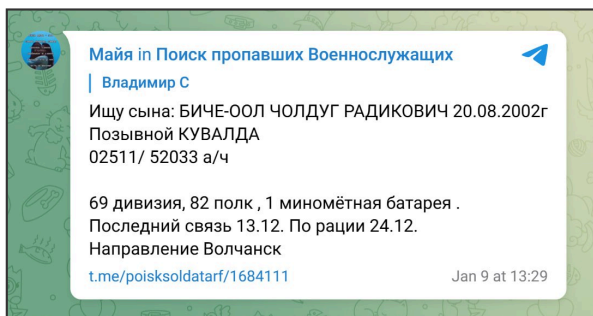 Майя in Поиск пропавших Военнослужащих
Владимир С
Ищу сына: БИЧЕ-ООЛ ЧОЛДУГ РАДИКОВИЧ 20.08.2002г
Позывной КУВАЛДА
02511/ 52033 а/ч
69 дивизия, 82 полк , 1 миномётная батарея .
Последний связь 13.12. По рации 24.12.
Направление Волчанск
t.me/poisksoldatarf/1684111 Jan 9 at 13:29